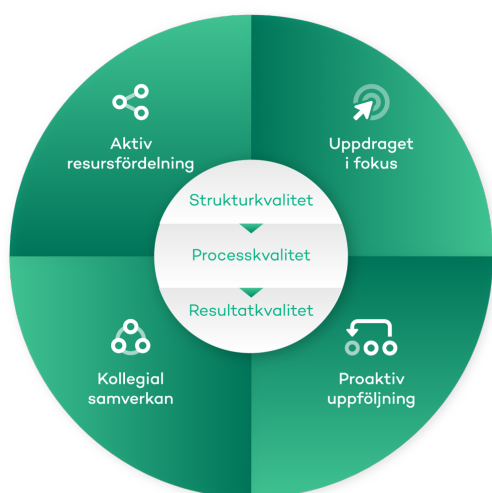 Aktiv
resursfördelning
Uppdraget
i fokus
Strukturkvalitet
Processkvalitet
Resultatkvalitet
Kollegial
samverkan
Proaktiv
uppföljning